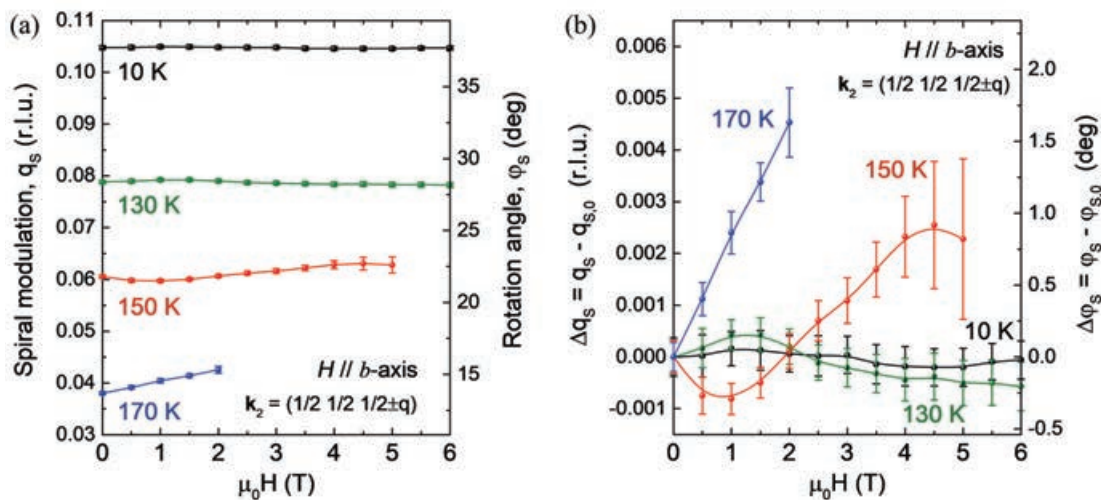 (a)
0.11
0.10
0.09
0.08
0.07
0.06
0.05
0.04
0.03
Spiral modulation, qS (r.l.u.)
10 K
130 K
150 K
170 K
H // b-axis
k2 = (1/2 1/2 1/2±q)
35
30
25
20
15
Rotation angle, φS (deg)
0 1 2 3 4 5 6
μ0H (T)
(b)
0.006
0.005
0.004
0.003
0.002
0.001
0.000
-0.001
ΔqS = qS - qS,0 (r.l.u.)
H // b-axis
k2 = (1/2 1/2 1/2±q)
170 K
150 K
10 K
130 K
2.0
1.5
1.0
0.5
0.0
-0.5
ΔφS = φS - φS,0 (deg)
0 1 2 3 4 5 6
μ0H (T)